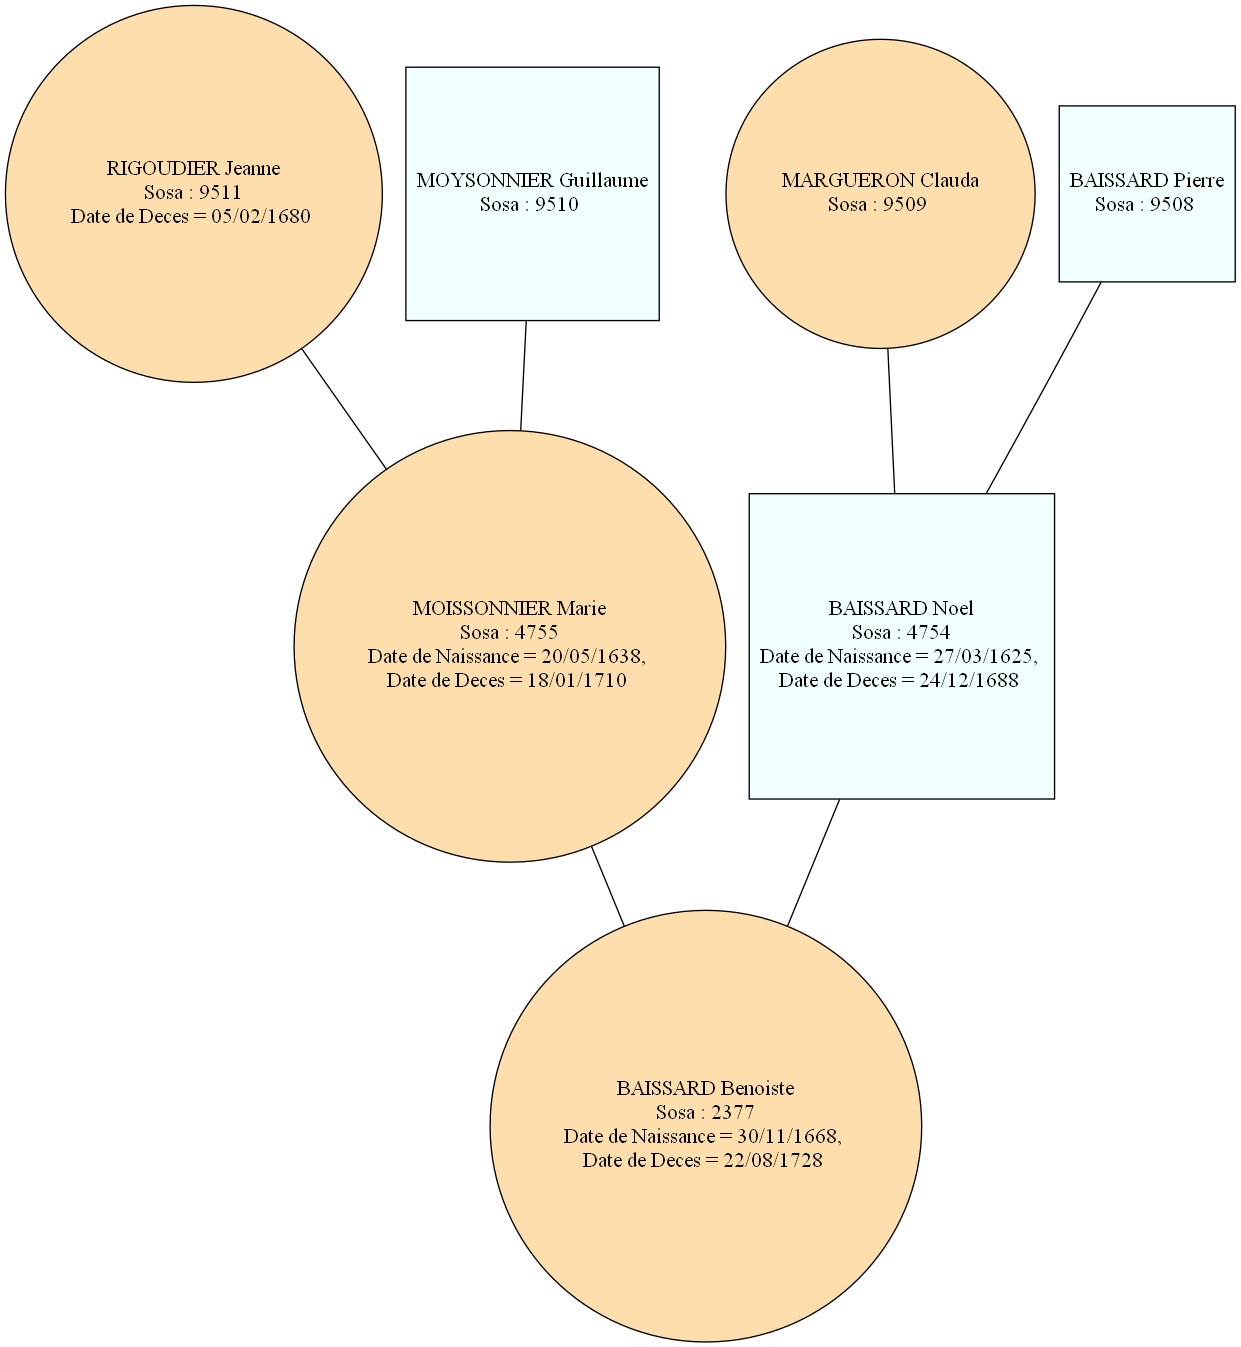 RIGOUDIER Jeanne
Sosa : 9511
Date de Deces = 05/02/1680
MOYSONNIER Guillaume
Sosa : 9510
MARGUERON Clauda
Sosa : 9509
BAISSARD Pierre
Sosa : 9508
MOISSONNIER Marie
Sosa : 4755
Date de Naissance = 20/05/1638,
Date de Deces = 18/01/1710
BAISSARD Noel
Sosa : 4754
Date de Naissance = 27/03/1625,
Date de Deces = 24/12/1688
BAISSARD Benoiste
Sosa : 2377
Date de Naissance = 30/11/1668,
Date de Deces = 22/08/1728